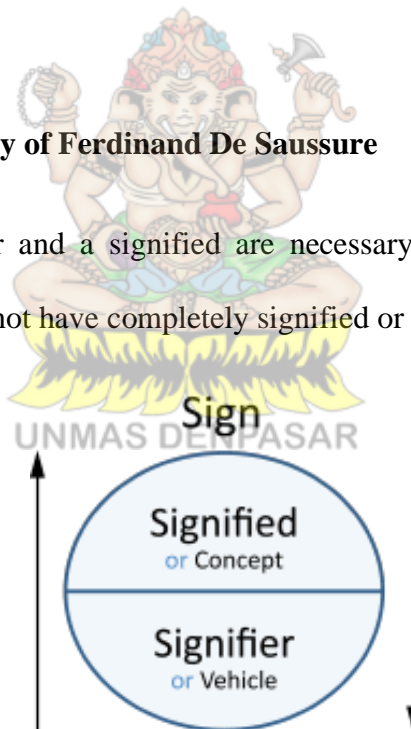 y of Ferdinand De Saussure
r and a signified are necessary
not have completely signified or
Sign
UNMAS DENPASAR
Signified
or Concept
Signifier
or Vehicle